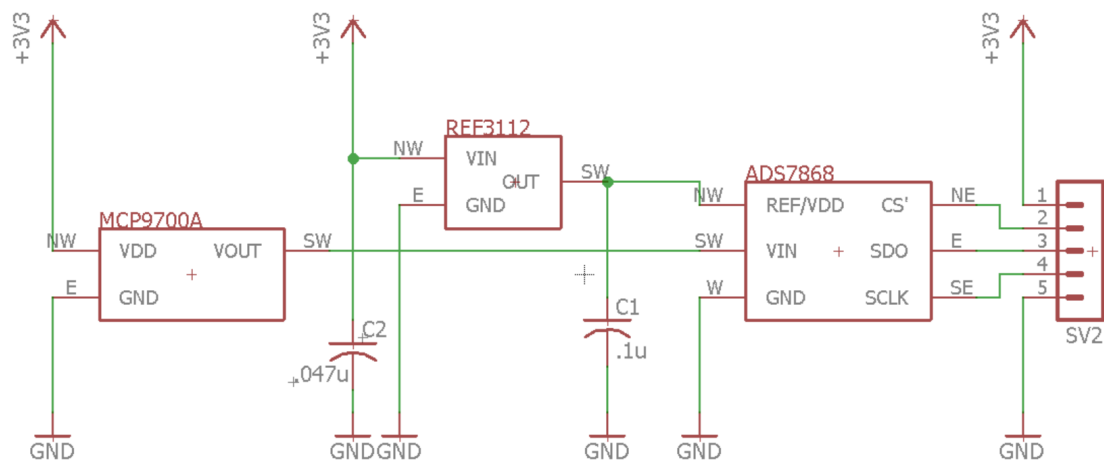 +3V3
+3V3
+3V3
REF3112
NW
VIN
OUT
SW
E
GND
ADS7868
NW
REF/VDD
CS'
NE
1
2
MCP9700A
NW
VDD
VOUT
SW
SW
VIN
SDO
E
3
4
E
GND
W
GND
SCLK
SE
5
C1
.1u
C2
.047u
SV2
GND
GND
GND
GND
GND
GND